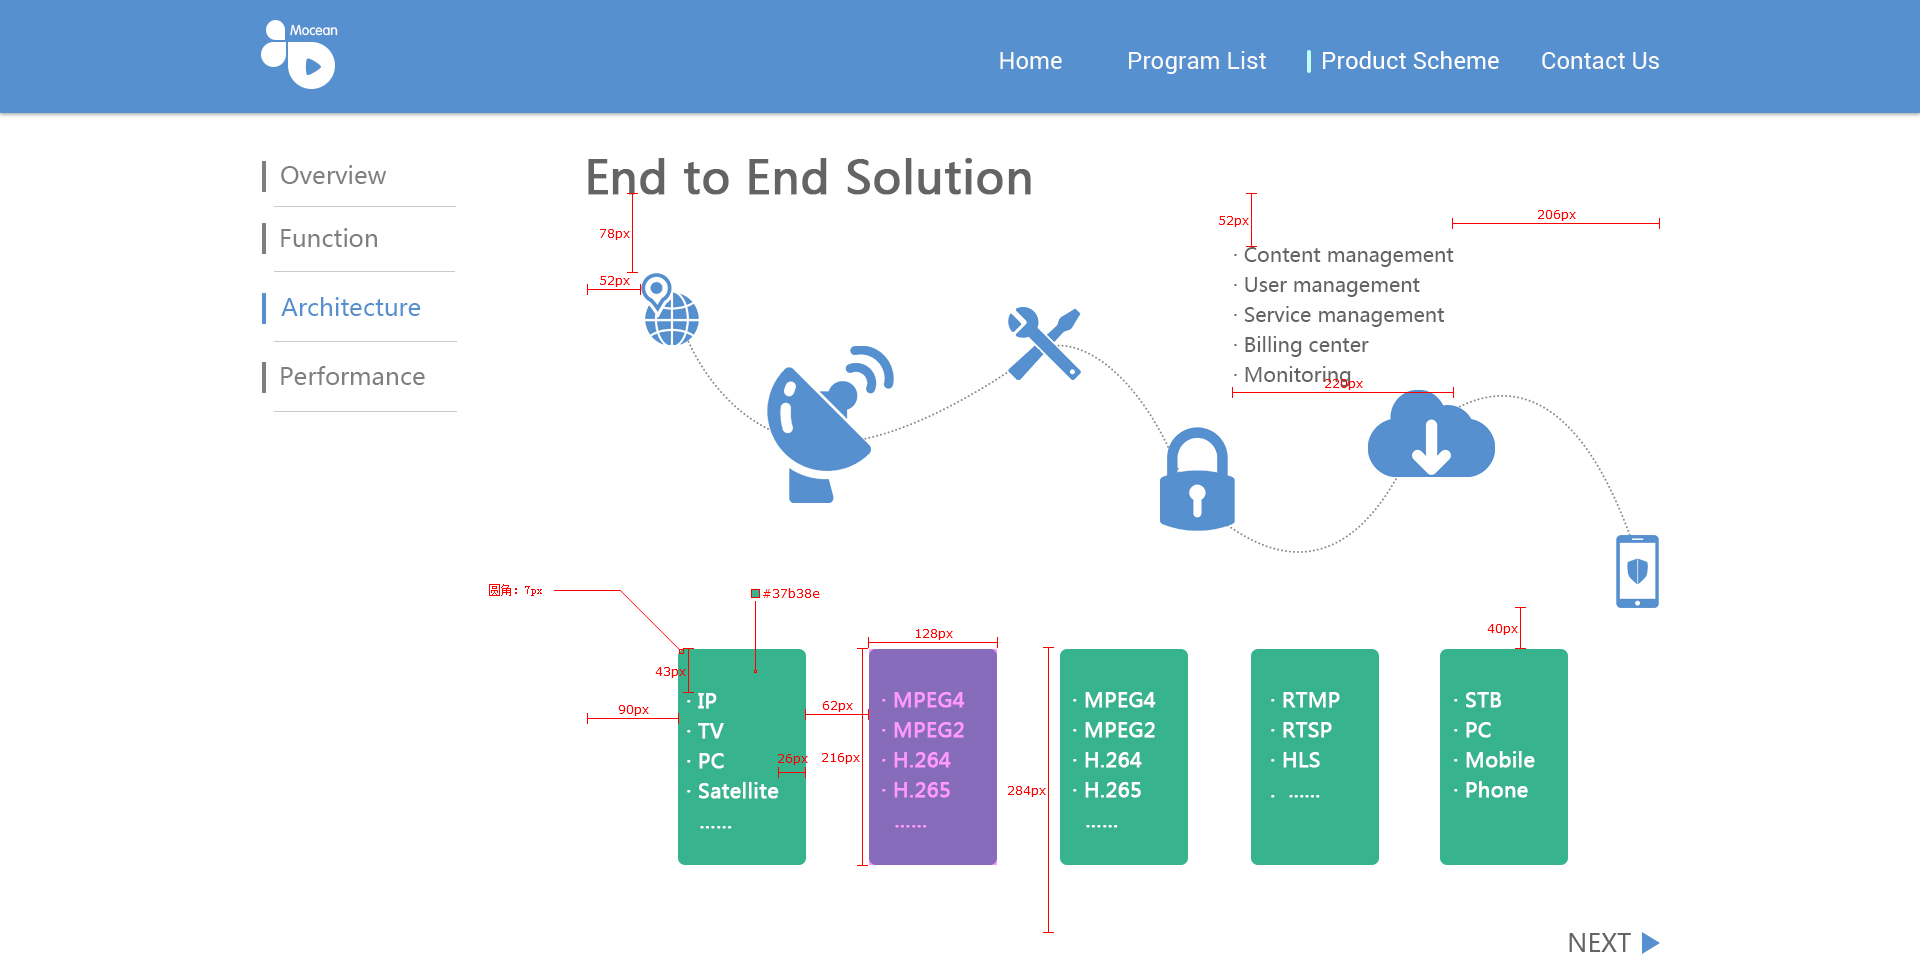 Mocean
Home
Program List
Product Scheme
Contact Us
Overview
Function
Architecture
Performance
End to End Solution
78px
52px
52px
206px
· Content management
· User management
· Service management
· Billing center
· Monitoring
220px
圆角: 7px
#37b38e
43px
90px
· IP
· TV
· PC
· Satellite
......
26px
62px
128px
216px
· MPEG4
· MPEG2
· H.264
· H.265
......
284px
· MPEG4
· MPEG2
· H.264
· H.265
......
· RTMP
· RTSP
· HLS
· ......
40px
· STB
· PC
· Mobile
· Phone
NEXT